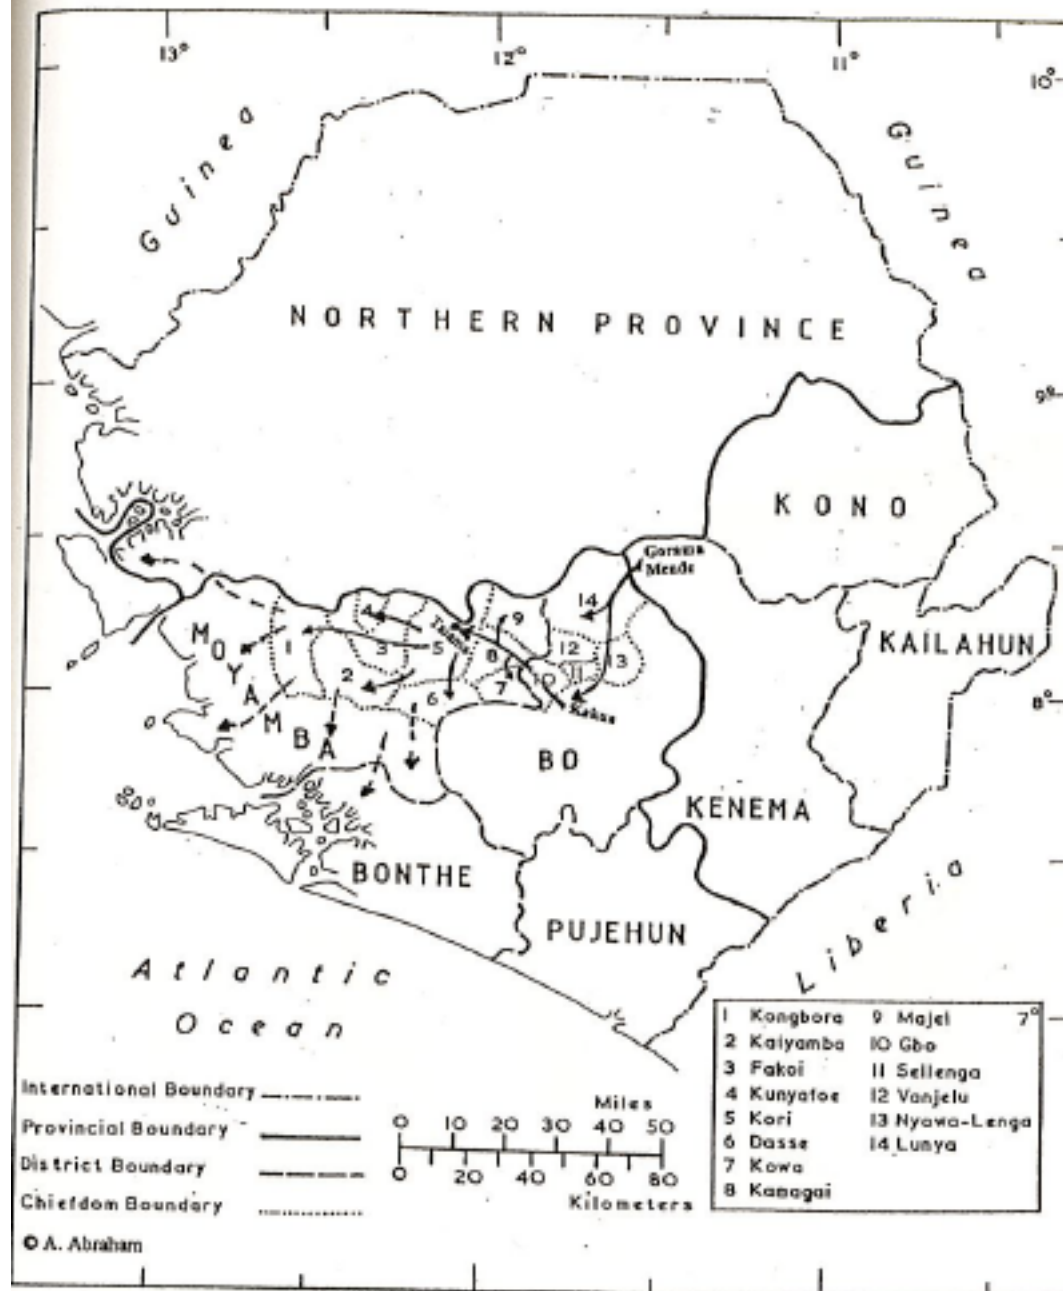 13° 12° 11°
10°
Guinea
Guinea
NORTHERN PROVINCE
9°
KONO
Gorama
Mende
14
KAILAHUN
4
9
MOYAMBA
1
3
5
8
12
13
2
11
6
7
10
8°
BO
KENEMA
BONTHE
PUJEHUN
Liberia
Atlantic
Ocean
1 Kongbora 9 Majel 7°
2 Kaiyamba 10 Gbo
3 Fakoi 11 Sellenga
4 Kunyafoe 12 Vanjelu
5 Kori 13 Nyawa-Lenga
6 Dasse 14 Lunya
7 Kowa
8 Kamagai
International Boundary
Provincial Boundary
District Boundary
Chiefdom Boundary
Miles
0 10 20 30 40 50
0 20 40 60 80
Kilometers
© A. Abraham